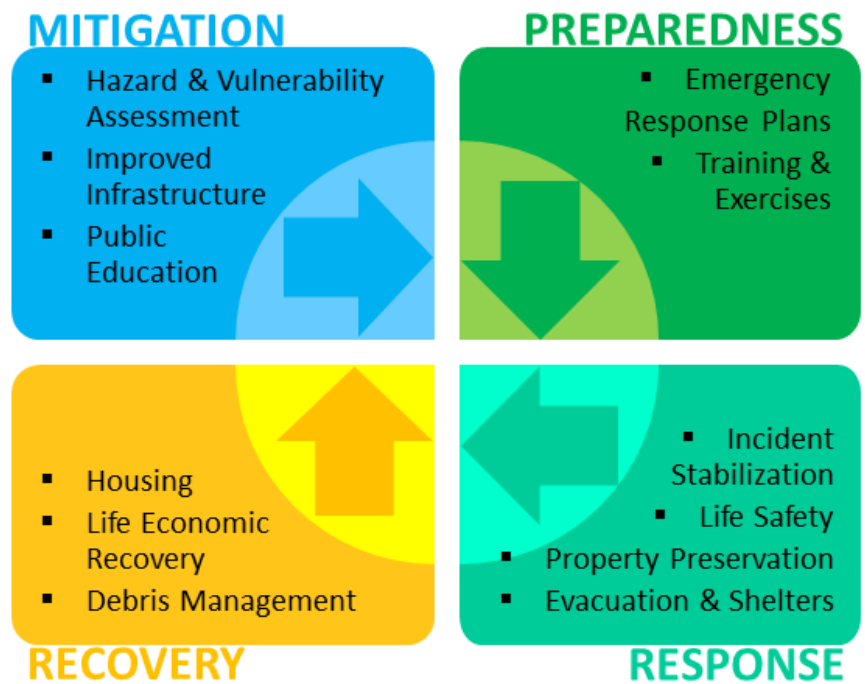 MITIGATION
▪ Hazard & Vulnerability
Assessment
▪ Improved
Infrastructure
▪ Public
Education
PREPAREDNESS
▪ Emergency
Response Plans
▪ Training &
Exercises
▪ Housing
▪ Life Economic
Recovery
▪ Debris Management
RECOVERY
▪ Incident
Stabilization
▪ Life Safety
▪ Property Preservation
▪ Evacuation & Shelters
RESPONSE